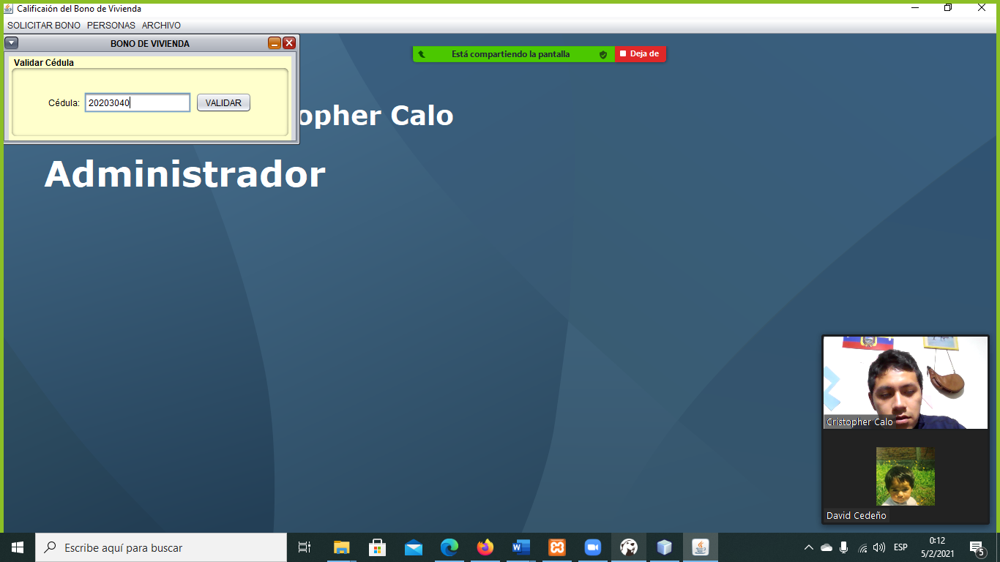 Calificaión del Bono de Vivienda
SOLICITAR BONO PERSONAS ARCHIVO
BONO DE VIVIENDA
Validar Cédula
Cédula: 20203040 VALIDAR
Está compartiendo la pantalla Deja de
opher Calo
Administrador
Cristopher Calo
David Cedeño
Escribe aquí para buscar
ESP
0:12
5/2/2021
5